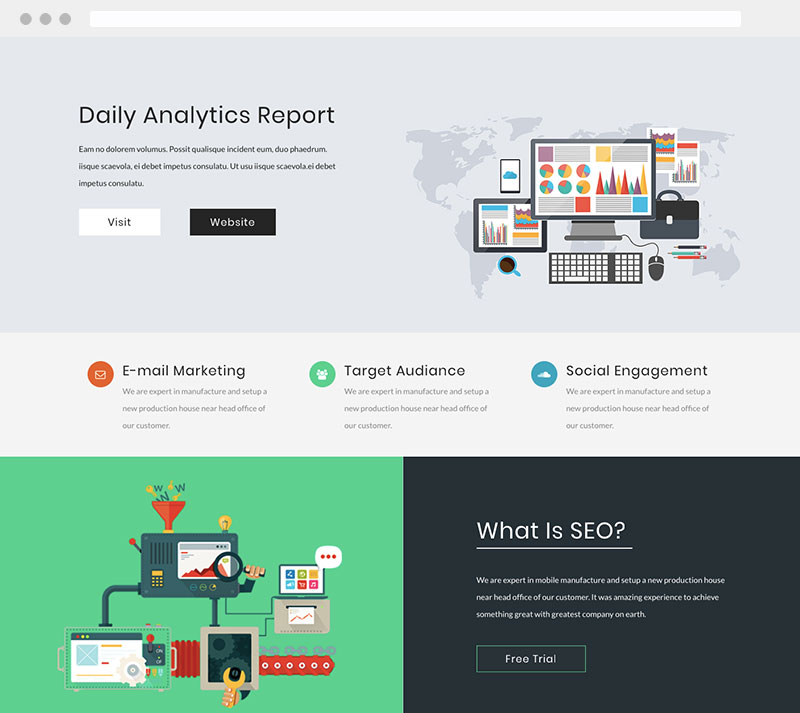 Daily Analytics Report
Eam no dolorem volumus. Possit qualisque incident eum, duo phaedrum.
iisque scaevola, ei debet impetus consulatu. Ut usu iisque scaevola.ei debet
impetus consulatu.
Visit
Website
E-mail Marketing
We are expert in manufacture and setup a
new production house near head office of
our customer.
Target Audiance
We are expert in manufacture and setup a
new production house near head office of
our customer.
Social Engagement
We are expert in manufacture and setup a
new production house near head office of
our customer.
W
W
W
ON
OFF
What Is SEO?
We are expert in mobile manufacture and setup a new production house
near head office of our customer. It was amazing experience to achieve
something great with greatest company on earth.
Free Trial